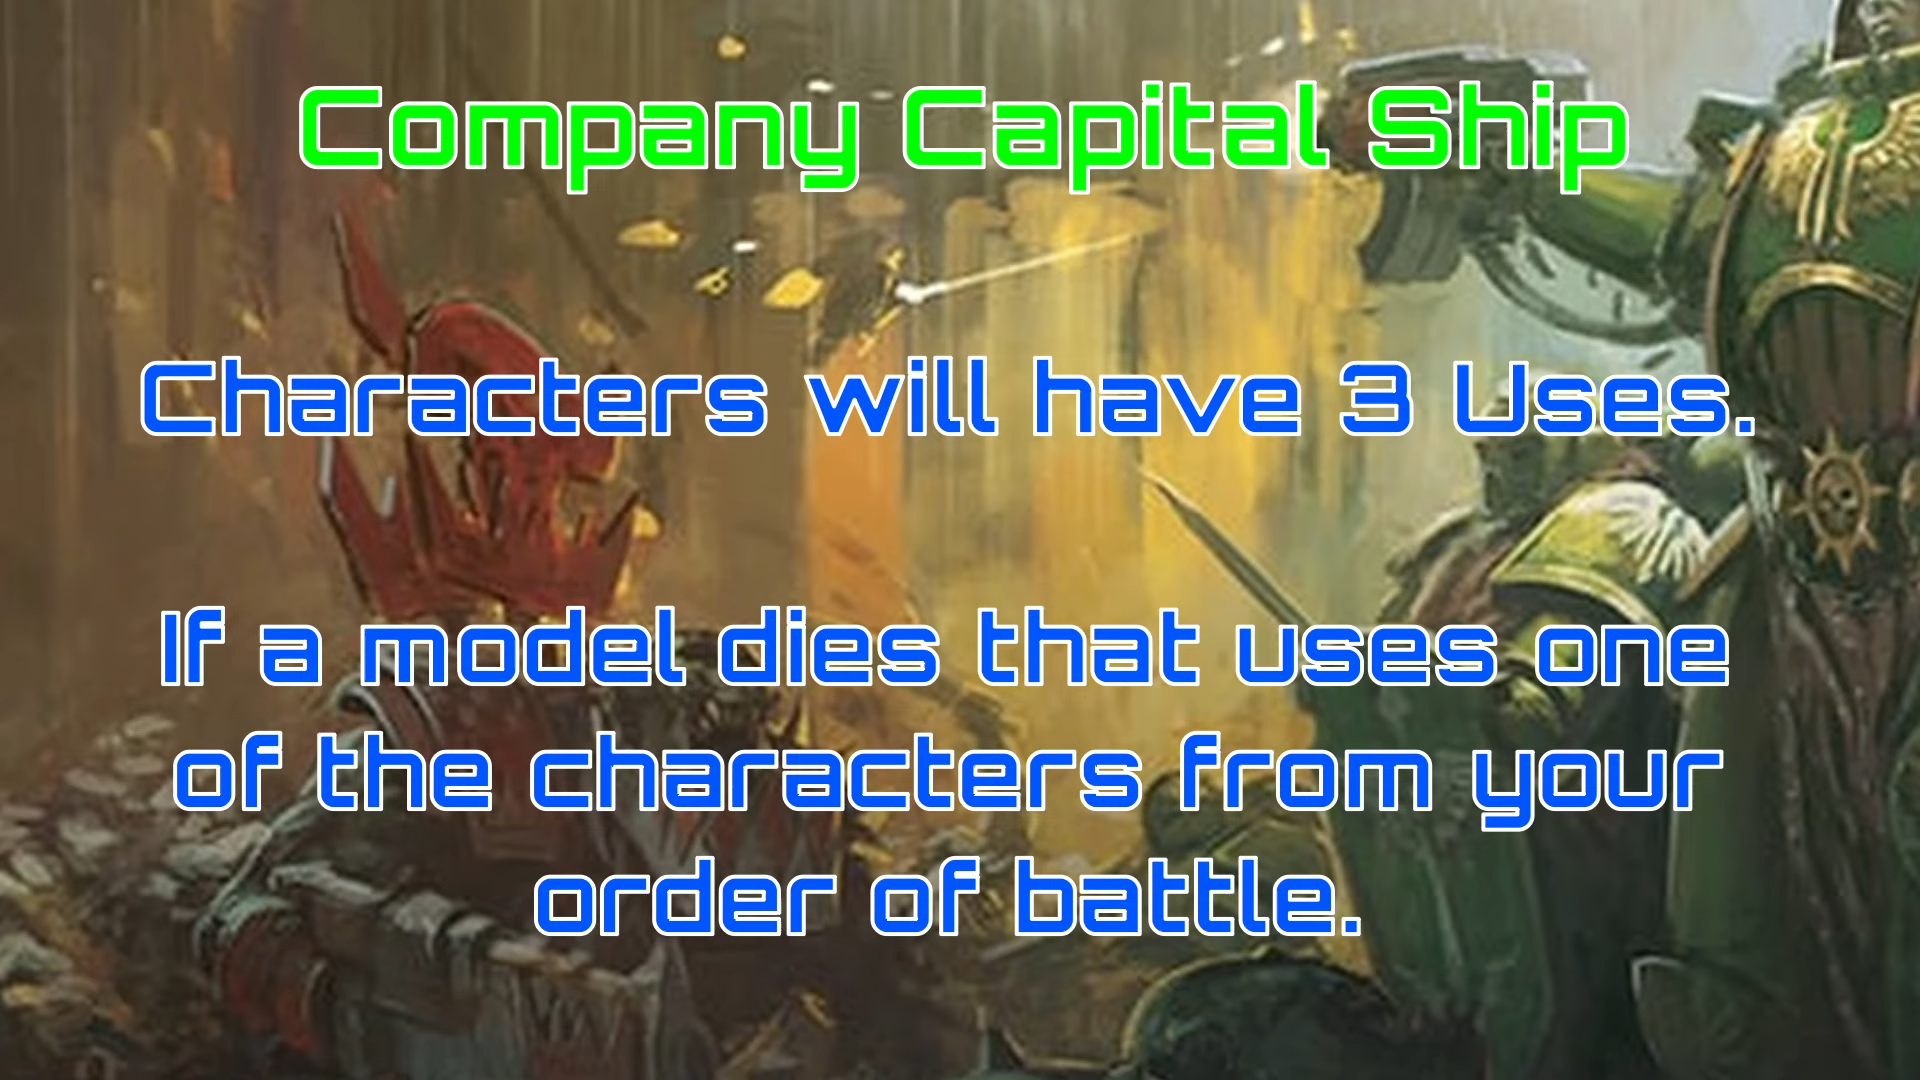 Company Capital Ship
Characters will have 3 Uses.
If a model dies that uses one
of the characters from your
order of battle.